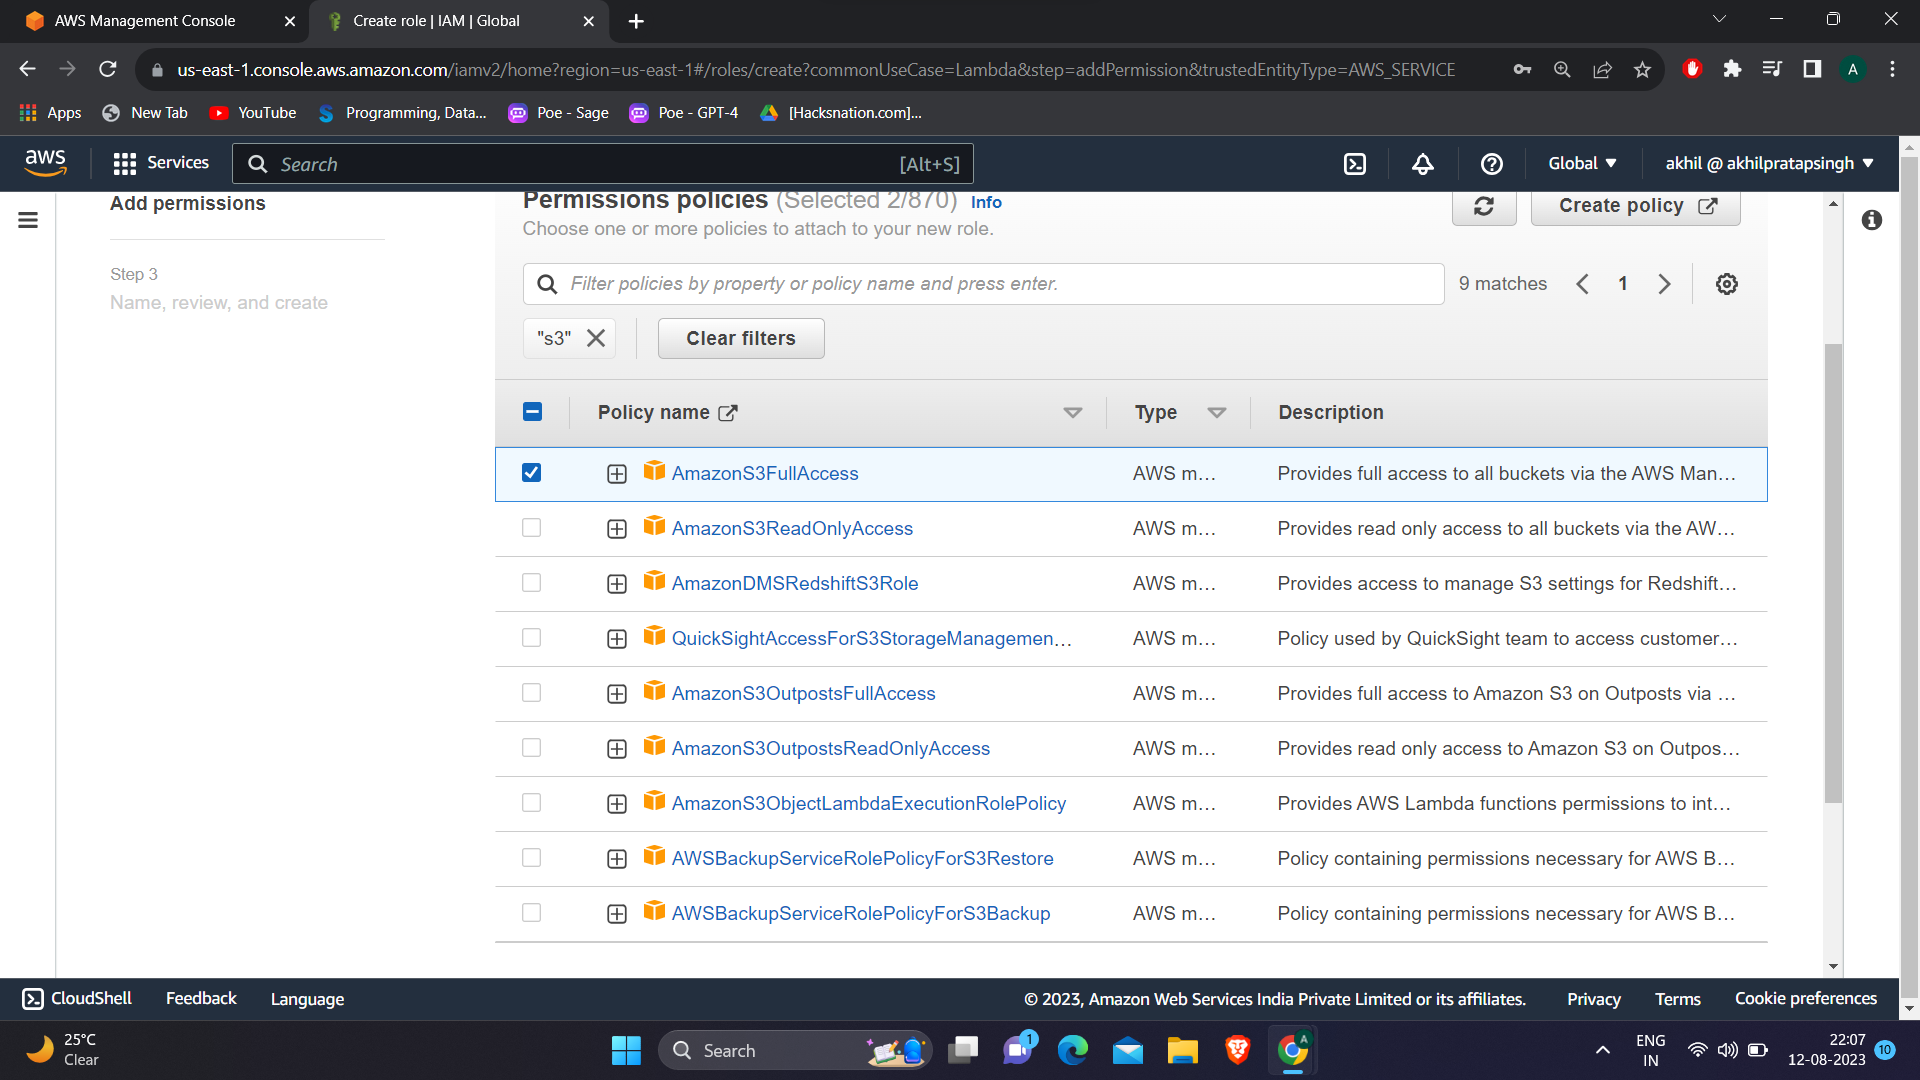 AWS Management Console
Create role | IAM | Global
us-east-1.console.aws.amazon.com/iamv2/home?region=us-east-1#/roles/create?commonUseCase=Lambda&step=addPermission&trustedEntityType=AWS_SERVICE
A
Apps
New Tab
YouTube
Programming, Data...
Poe - Sage
Poe - GPT-4
[Hacksnation.com]...
aws
Services
Search
[Alt+S]
Global
akhil @ akhilpratapsingh
Add permissions
Step 3
Name, review, and create
Permissions policies (Selected 2/870) Info
Choose one or more policies to attach to your new role.
Create policy
Filter policies by property or policy name and press enter.
9 matches
1
"s3"
Clear filters
Policy name Type Description
AmazonS3FullAccess AWS m... Provides full access to all buckets via the AWS Man...
AmazonS3ReadOnlyAccess AWS m... Provides read only access to all buckets via the AW...
AmazonDMSRedshiftS3Role AWS m... Provides access to manage S3 settings for Redshift...
QuickSightAccessForS3StorageManagemen... AWS m... Policy used by QuickSight team to access customer...
AmazonS3OutpostsFullAccess AWS m... Provides full access to Amazon S3 on Outposts via ...
AmazonS3OutpostsReadOnlyAccess AWS m... Provides read only access to Amazon S3 on Outpos...
AmazonS3ObjectLambdaExecutionRolePolicy AWS m... Provides AWS Lambda functions permissions to int...
AWSBackupServiceRolePolicyForS3Restore AWS m... Policy containing permissions necessary for AWS B...
AWSBackupServiceRolePolicyForS3Backup AWS m... Policy containing permissions necessary for AWS B...
CloudShell
Feedback
Language
© 2023, Amazon Web Services India Private Limited or its affiliates.
Privacy
Terms
Cookie preferences
25°C
Clear
Search
1
A
ENG
IN
22:07
12-08-2023
10